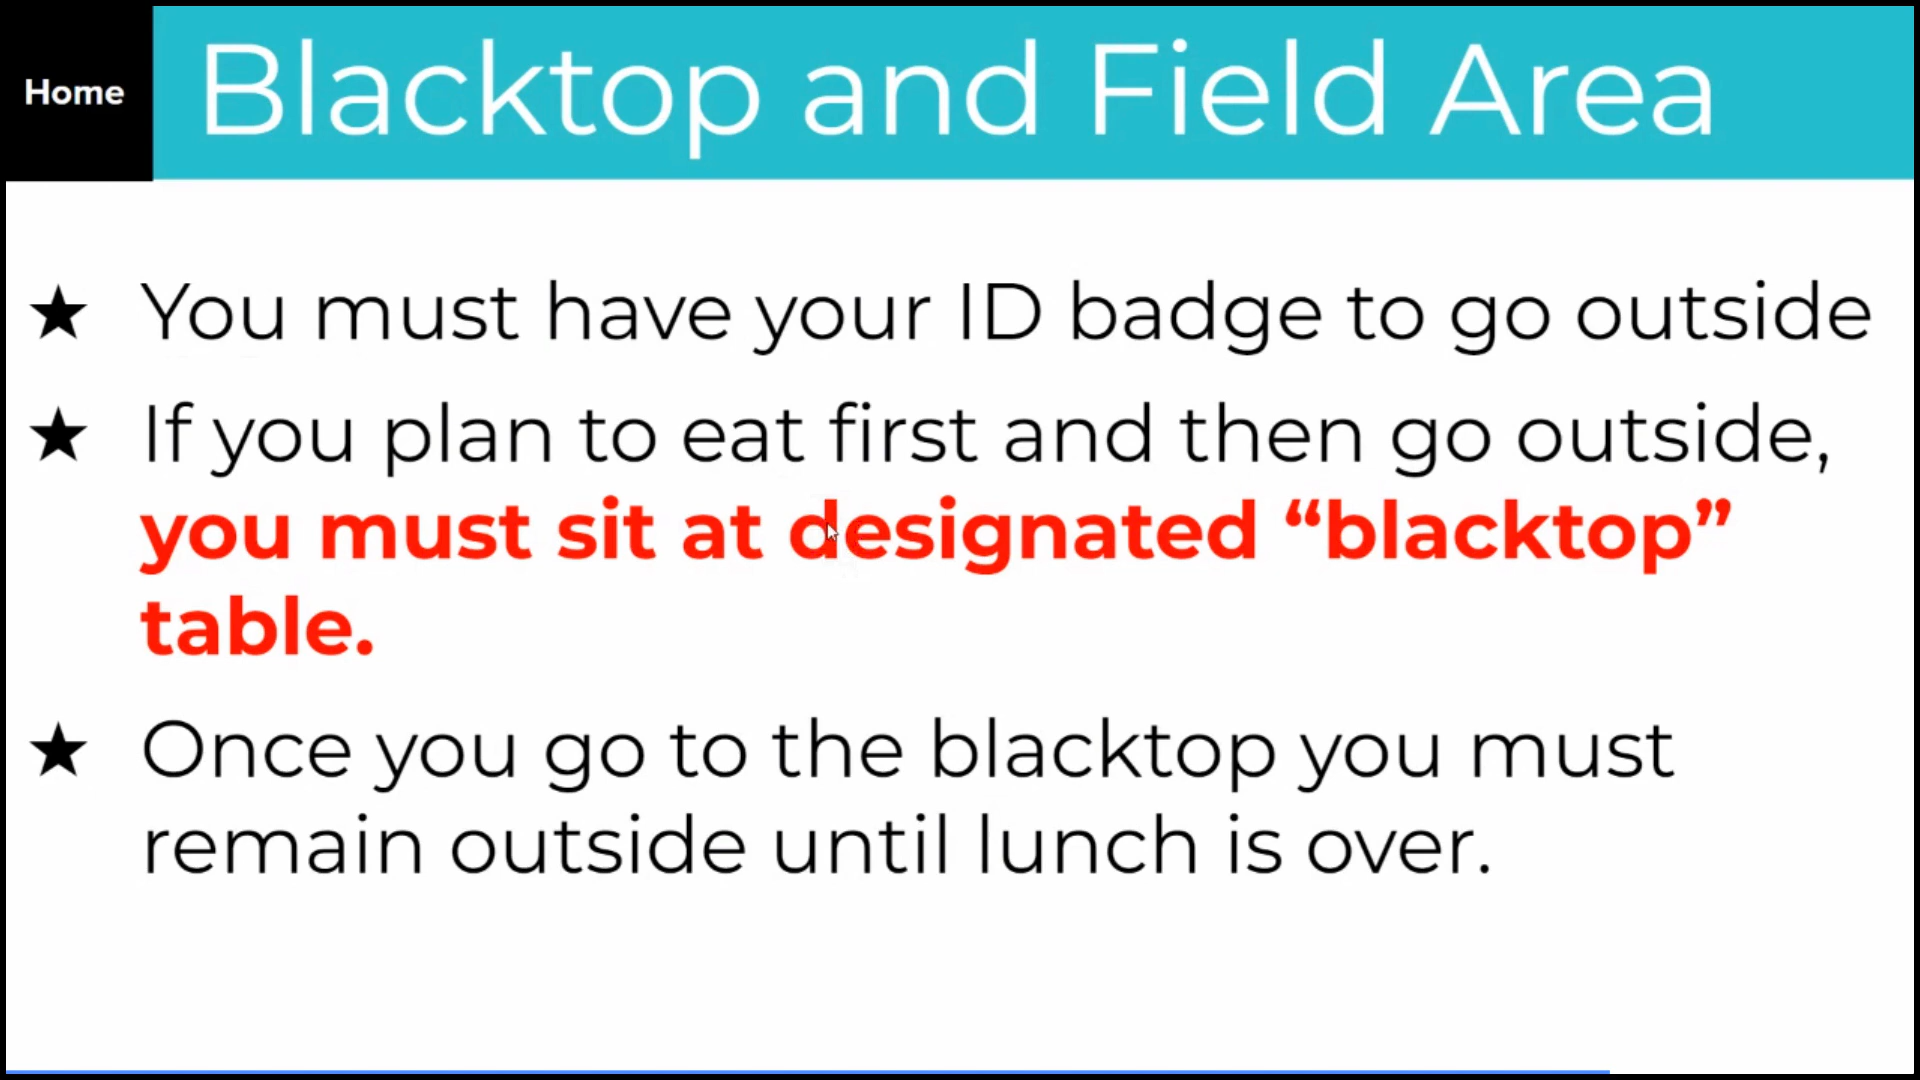 Home
Blacktop and Field Area
★ You must have your ID badge to go outside
★ If you plan to eat first and then go outside,
you must sit at designated “blacktop”
table.
★ Once you go to the blacktop you must
remain outside until lunch is over.